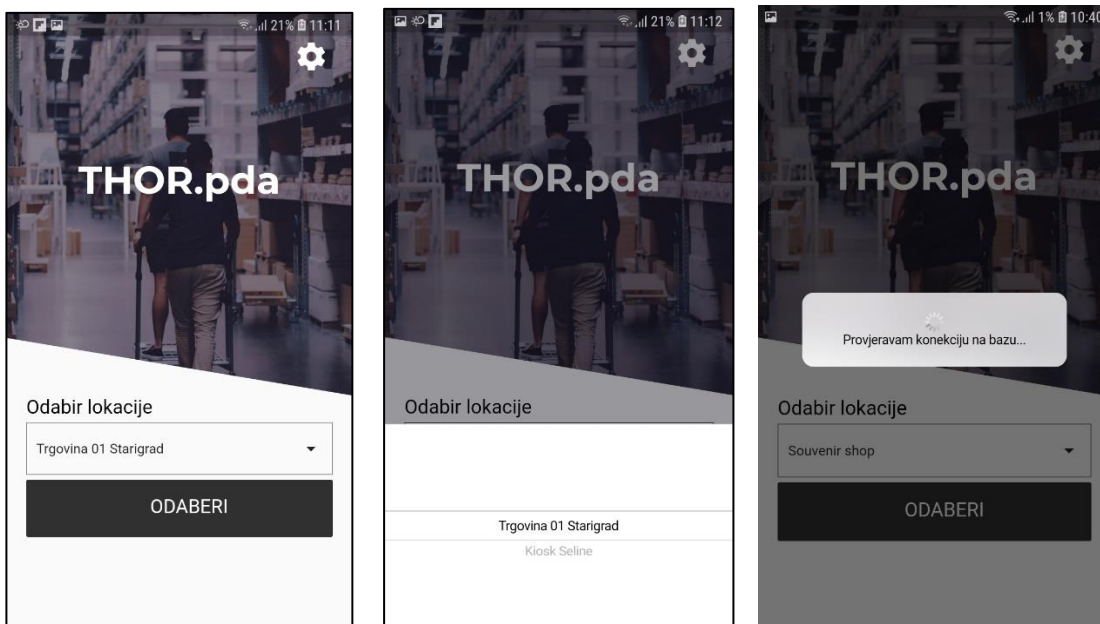 21% 11:11
THOR.pda
Odabir lokacije
Trgovina 01 Starigrad
ODABERI
21% 11:12
THOR.pda
Odabir lokacije
Trgovina 01 Starigrad
Kiosk Seline
1% 10:40
THOR.pda
Provjeravam konekciju na bazu...
Odabir lokacije
Souvenir shop
ODABERI